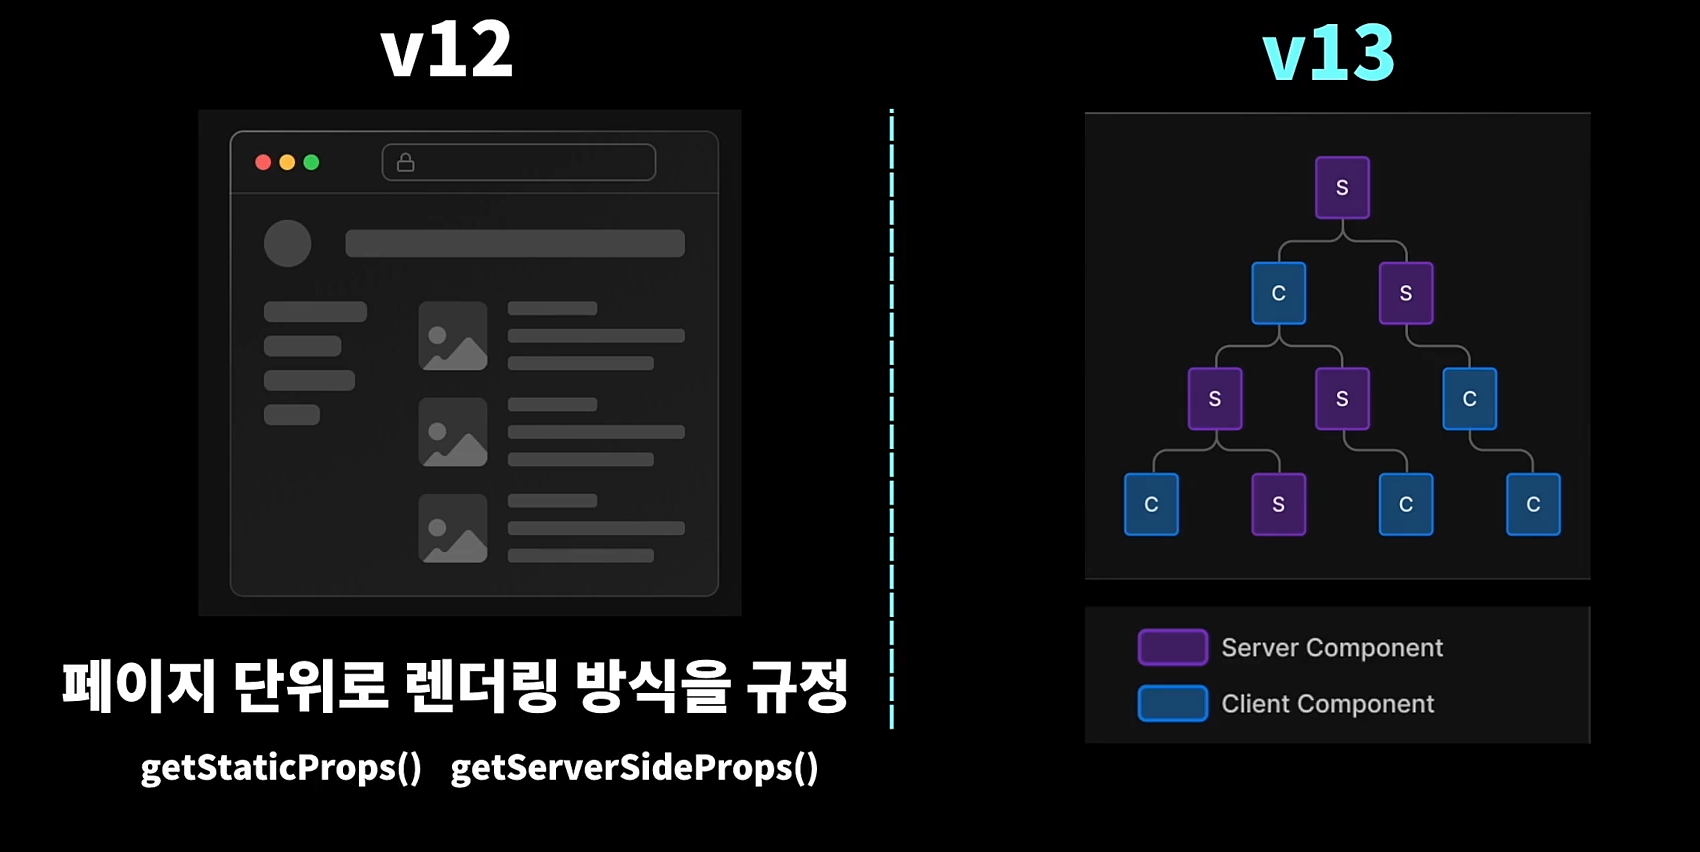 v12
페이지 단위로 렌더링 방식을 규정
getStaticProps() getServerSideProps()
v13
S
C S
S S C
C S C C
Server Component
Client Component